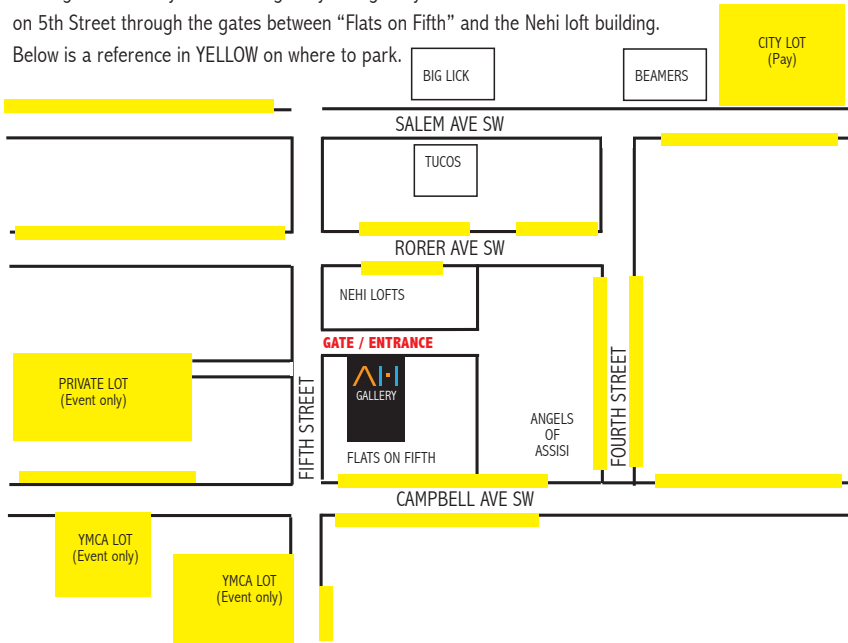 on 5th Street through the gates between “Flats on Fifth” and the Nehi loft building.
Below is a reference in YELLOW on where to park.
CITY LOT
(Pay)
BIG LICK
BEAMERS
SALEM AVE SW
TUCOS
RORER AVE SW
NEHI LOFTS
GATE / ENTRANCE
GALLERY
PRIVATE LOT
(Event only)
FIFTH STREET
FLATS ON FIFTH
ANGELS
OF
ASSISI
FOURTH STREET
CAMPBELL AVE SW
YMCA LOT
(Event only)
YMCA LOT
(Event only)